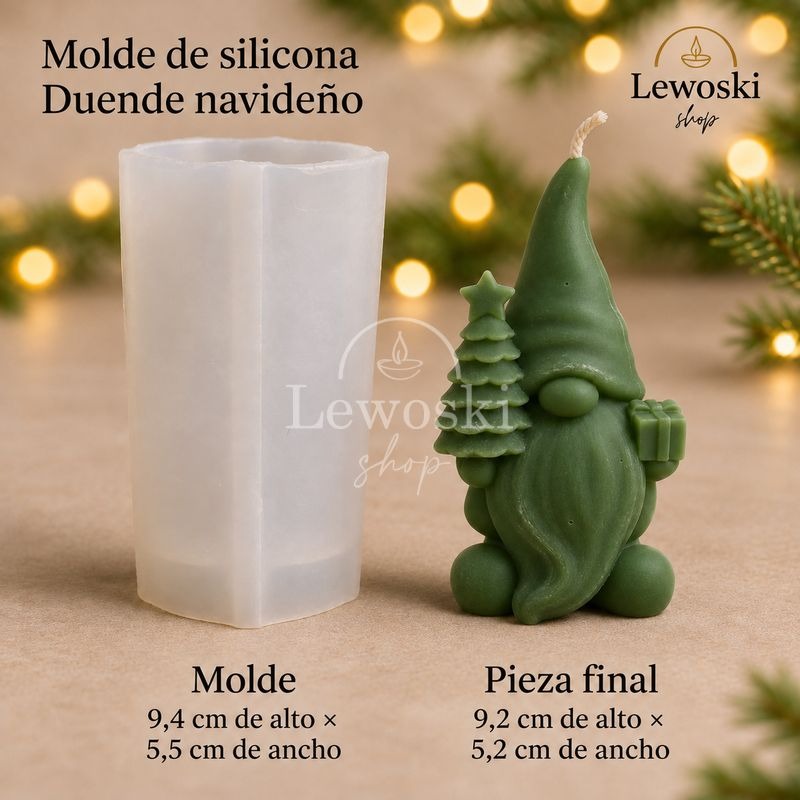 Molde de silicona
Duende navideño
Lewoski
shop
Lewoski
shop
Molde
9,4 cm de alto ×
5,5 cm de ancho
Pieza final
9,2 cm de alto ×
5,2 cm de ancho